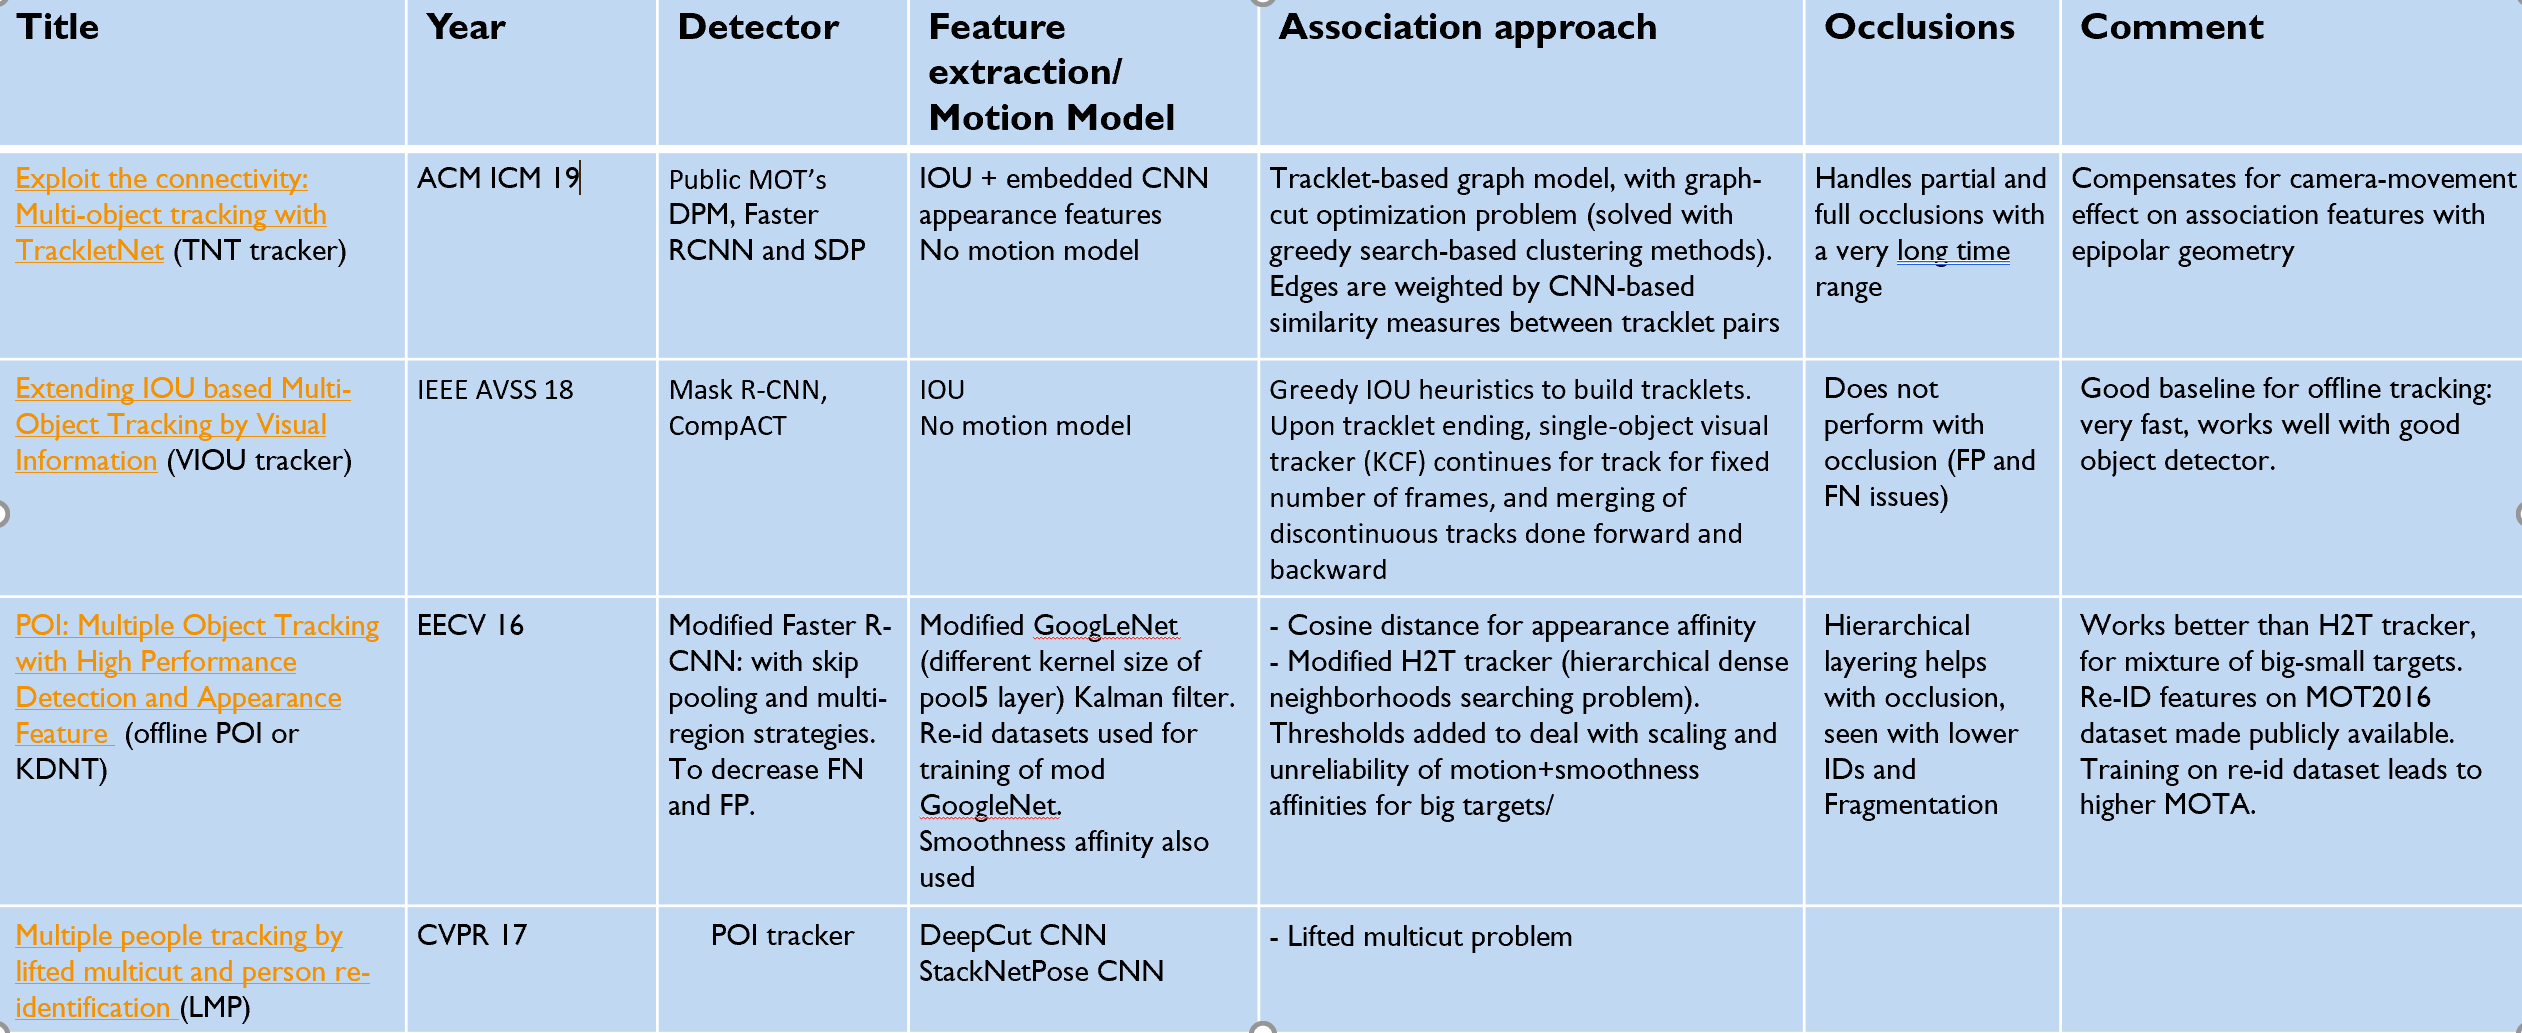 Title
Year
Detector
Feature
extraction/
Motion Model
Association approach
Occlusions
Comment
Exploit the connectivity:
Multi-object tracking with
TrackletNet (TNT tracker)
ACM ICM 19
Public MOT's
DPM, Faster
RCNN and SDP
IOU + embedded CNN
appearance features
No motion model
Tracklet-based graph model, with graph-
cut optimization problem (solved with
greedy search-based clustering methods).
Edges are weighted by CNN-based
similarity measures between tracklet pairs
Handles partial and
full occlusions with
a very long time
range
Compensates for camera-movement
effect on association features with
epipolar geometry
Extending IOU based Multi-
Object Tracking by Visual
Information (VIOU tracker)
IEEE AVSS 18
Mask R-CNN,
CompACT
IOU
No motion model
Greedy IOU heuristics to build tracklets.
Upon tracklet ending, single-object visual
tracker (KCF) continues for track for fixed
number of frames, and merging of
discontinuous tracks done forward and
backward
Does not
perform with
occlusion (FP and
FN issues)
Good baseline for offline tracking:
very fast, works well with good
object detector.
POI: Multiple Object Tracking
with High Performance
Detection and Appearance
Feature (offline POI or
KDNT)
EECV 16
Modified Faster R-
CNN: with skip
pooling and multi-
region strategies.
To decrease FN
and FP.
Modified GoogLeNet
(different kernel size of
pool5 layer) Kalman filter.
Re-id datasets used for
training of mod
GoogleNet.
Smoothness affinity also
used
- Cosine distance for appearance affinity
- Modified H2T tracker (hierarchical dense
neighborhoods searching problem).
Thresholds added to deal with scaling and
unreliability of motion+smoothness
affinities for big targets/
Hierarchical
layering helps
with occlusion,
seen with lower
IDs and
Fragmentation
Works better than H2T tracker,
for mixture of big-small targets.
Re-ID features on MOT2016
dataset made publicly available.
Training on re-id dataset leads to
higher MOTA.
Multiple people tracking by
lifted multicut and person re-
identification (LMP)
CVPR 17
POI tracker
DeepCut CNN
StackNetPose CNN
- Lifted multicut problem